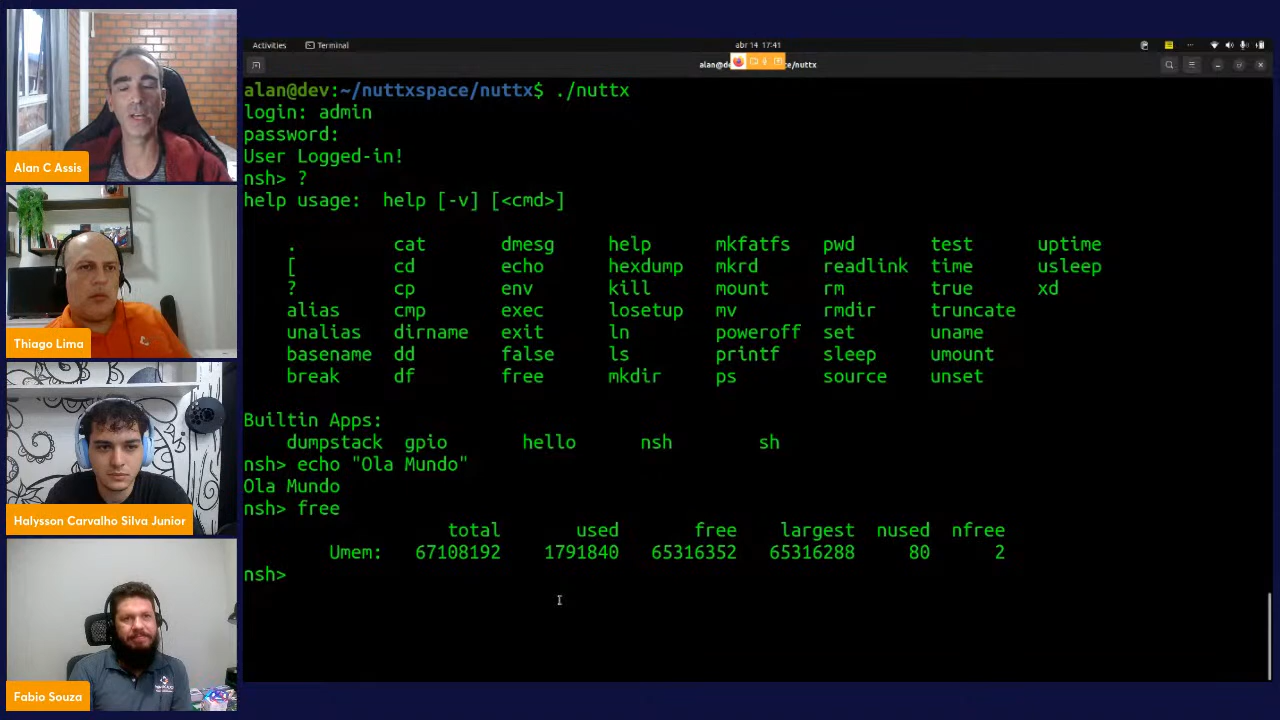 Activities Terminal abr 14 17:41
alan@de ce/nuttx
alan@dev:~/nuttxspace/nuttx$ ./nuttx
login: admin
password:
User Logged-in!
nsh> ?
help usage: help [-v] [<cmd>]
. cat dmesg help mkfatfs pwd test uptime
[ cd echo hexdump mkrd readlink time usleep
? cp env kill mount rm true xd
alias cmp exec losetup mv rmdir truncate
unalias dirname exit ln poweroff set uname
basename dd false ls printf sleep umount
break df free mkdir ps source unset
Builtin Apps:
dumpstack gpio hello nsh sh
nsh> echo "Ola Mundo"
Ola Mundo
nsh> free
total used free largest nused nfree
Umem: 67108192 1791840 65316352 65316288 80 2
nsh>
Alan C Assis
Thiago Lima
Halysson Carvalho Silva Junior
Fabio Souza